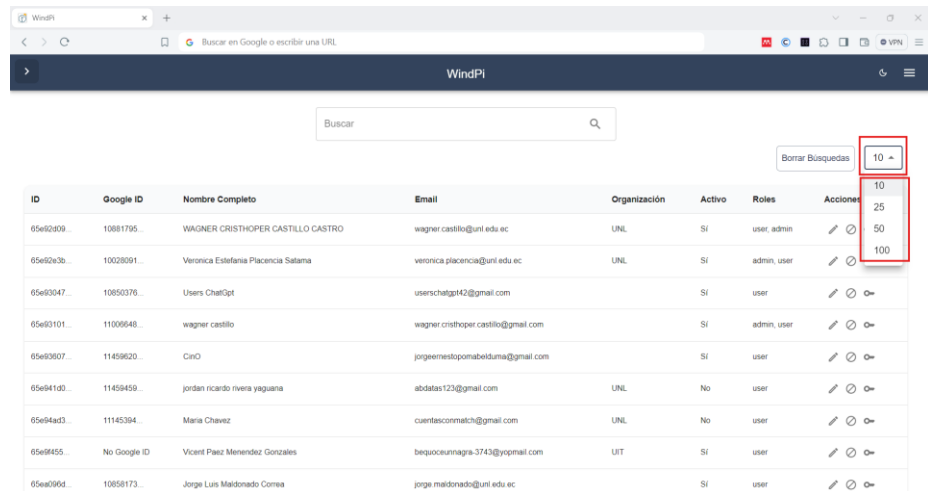 WindPi
Buscar en Google o escribir una URL
VPN
WindPi
Buscar
Borrar Búsquedas 10
10
25
50
100
ID Google ID Nombre Completo Email Organización Activo Roles Acciones
65e92d09... 10881795... WAGNER CRISTHOPER CASTILLO CASTRO wagner.castillo@unl.edu.ec UNL Sí user, admin
65e92e3b... 10028091... Veronica Estefania Placencia Satama veronica.placencia@unl.edu.ec UNL Sí admin, user
65e93047... 10850376... Users ChatGpt userschatgpt42@gmail.com Sí user
65e93101... 11006648... wagner castillo wagner.cristhoper.castillo@gmail.com Sí admin, user
65e93607... 11459620... CiriO jorgeernestopomabelduma@gmail.com Sí user
65e941d0... 11459459... jordan ricardo rivera yaguana abdatas123@gmail.com UNL No user
65e94ad3... 11145394... Maria Chavez cuentasconmatch@gmail.com UNL No user
65e9f455... No Google ID Vicent Paez Menendez Gonzales bequoceunnagra-3743@yopmail.com UIT Sí user
65ea096d... 10858173... Jorge Luis Maldonado Correa jorge.maldonado@unl.edu.ec Sí user